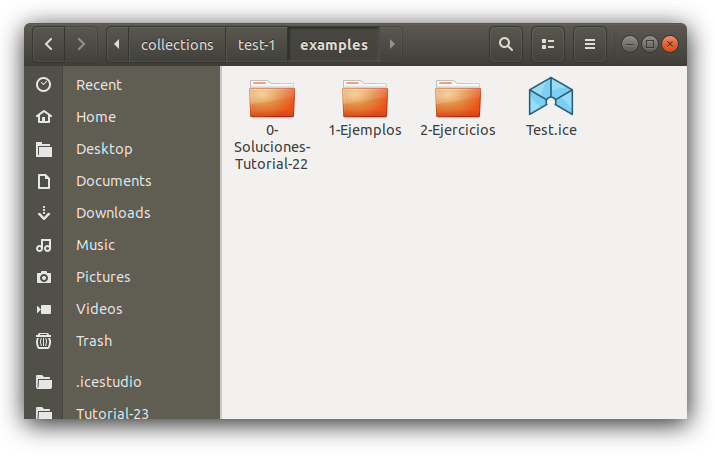 collections test-1 examples
Recent
Home
Desktop
Documents
Downloads
Music
Pictures
Videos
Trash
.icestudio
Tutorial-23
0-
Soluciones-
Tutorial-22
1-Ejemplos
2-Ejercicios
Test.ice